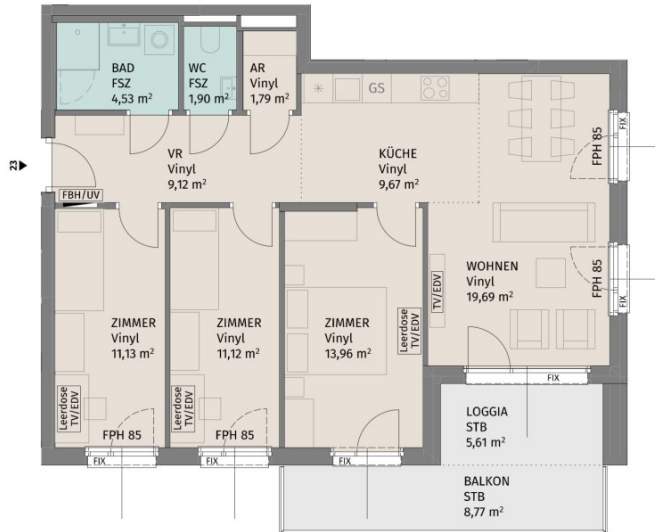 BAD
FSZ
4,53 m²
WC
FSZ
1,90 m²
AR
Vinyl
1,79 m²
GS
FIX
FPH 85
VR
Vinyl
9,12 m²
KÜCHE
Vinyl
9,67 m²
23
FBH/UV
WOHNEN
Vinyl
19,69 m²
TV/EDV
FPH 85
FIX
ZIMMER
Vinyl
11,13 m²
ZIMMER
Vinyl
11,12 m²
ZIMMER
Vinyl
13,96 m²
Leerdose
TV/EDV
Leerdose
TV/EDV
Leerdose
TV/EDV
FPH 85
FPH 85
FIX
FIX
FIX
FIX
LOGGIA
STB
5,61 m²
BALKON
STB
8,77 m²